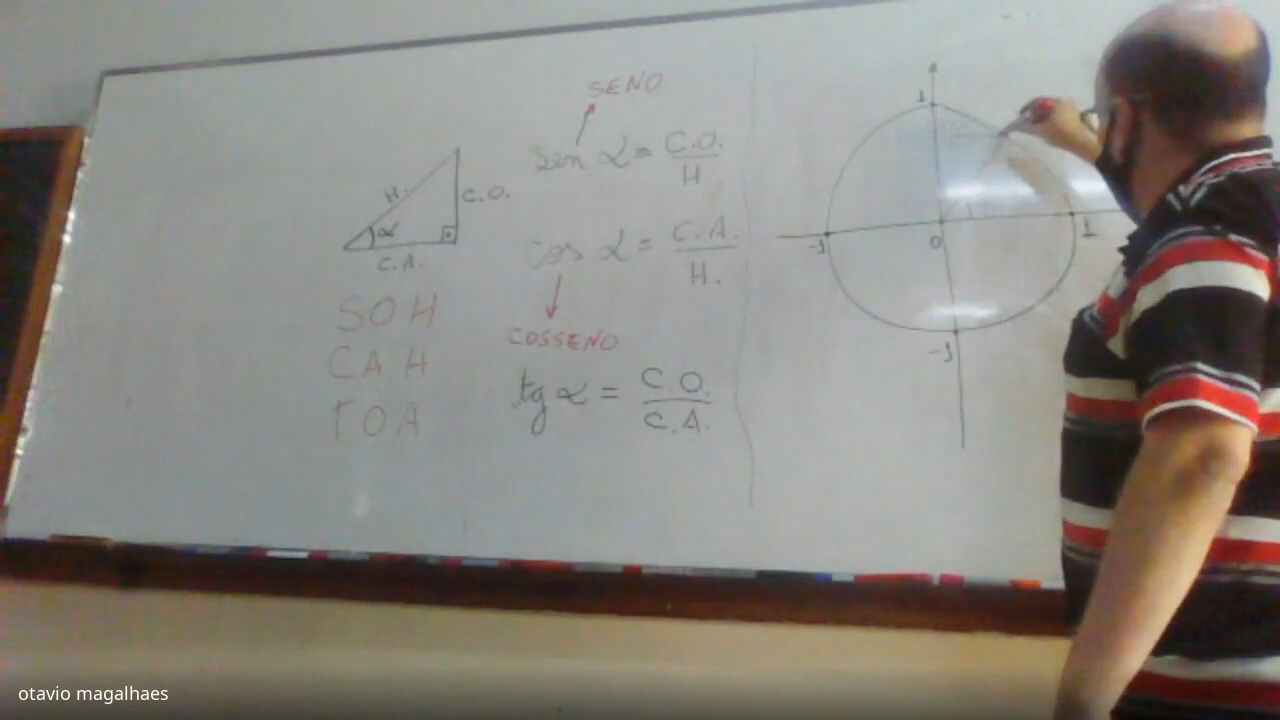 SENO
sen α = C.O.
H
H.
C.O.
α
C.A.
cos α = C.A.
H.
COSSENO
SOH
CAH
TOA
tg α = C.O.
C.A.
1
-1
0
1
-1
otavio magalhaes